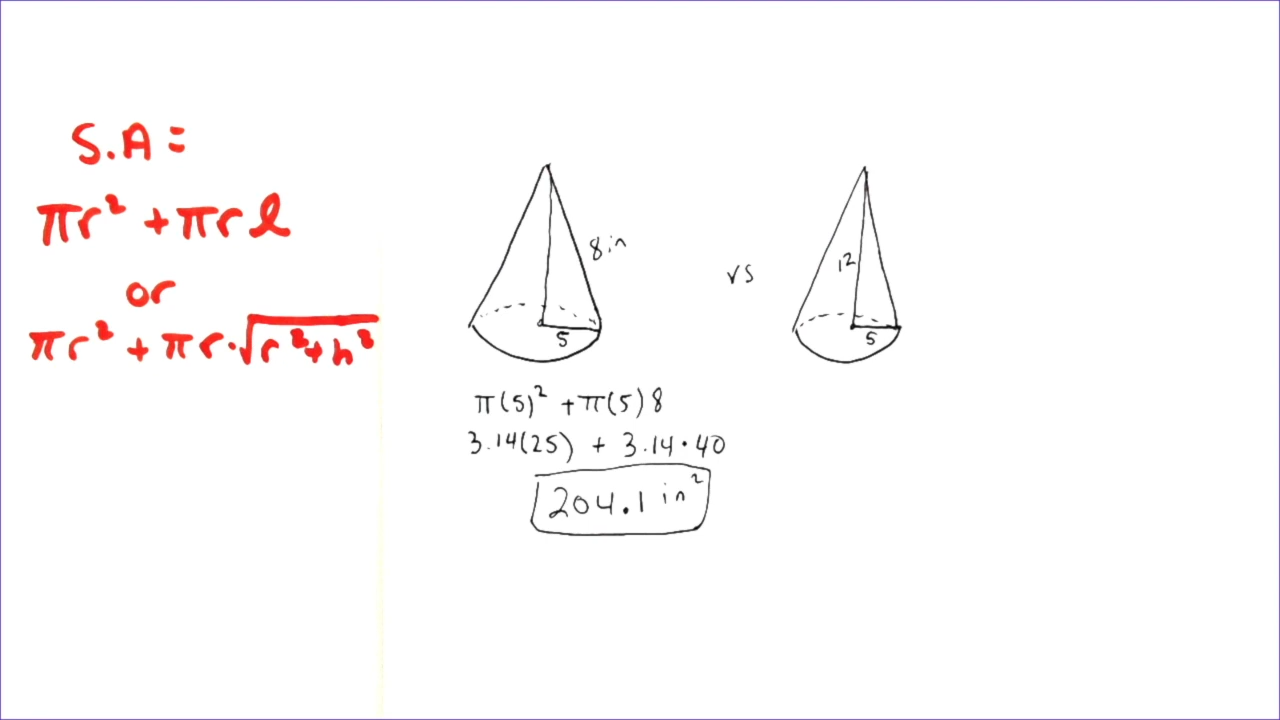 S.A =
πr² + πrl
or
πr² + πr·√r²+h²
8in
5
vs
12
5
π(5)² + π(5)8
3.14(25) + 3.14·40
204.1 in²